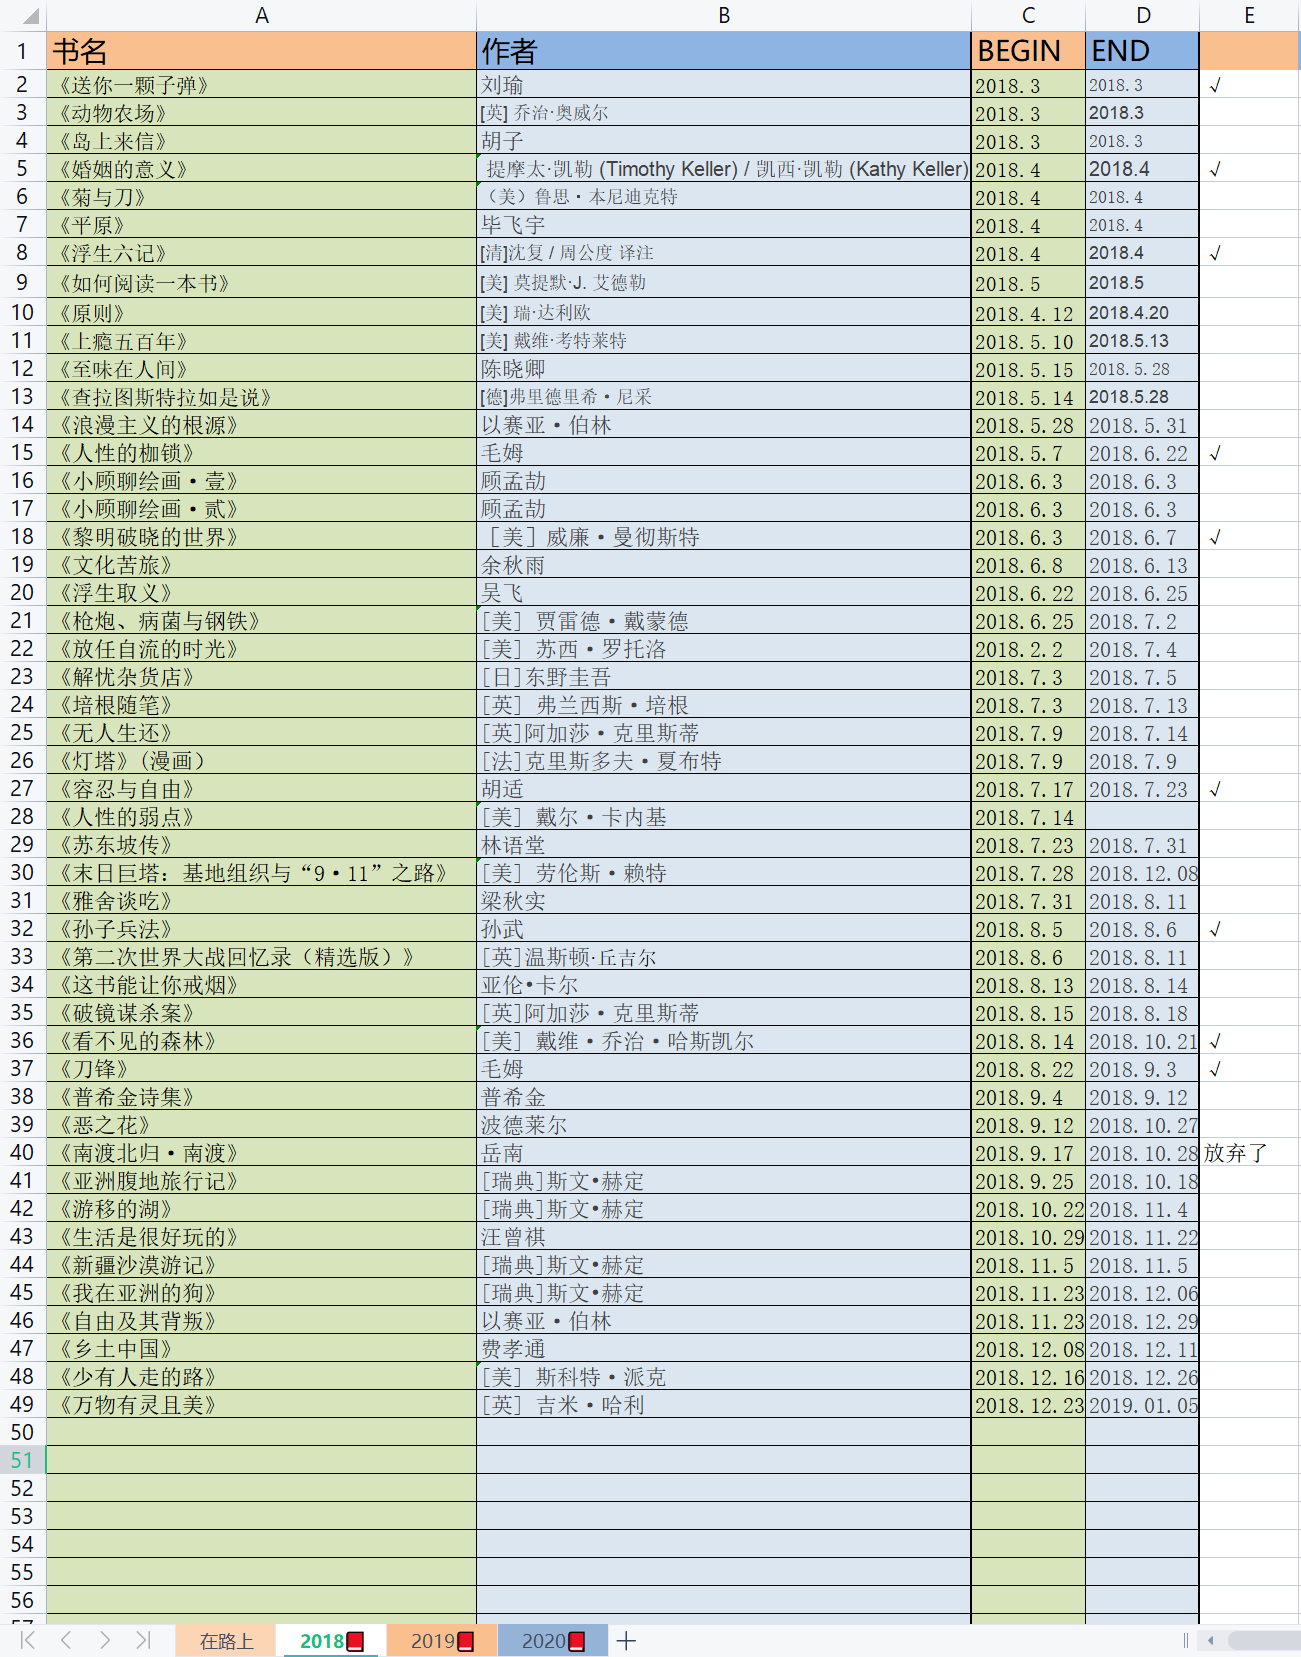 A B C D E
1 书名 作者 BEGIN END
2 《送你一颗子弹》 刘瑜 2018.3 2018.3 √
3 《动物农场》 [英] 乔治·奥威尔 2018.3 2018.3
4 《岛上来信》 胡子 2018.3 2018.3
5 《婚姻的意义》 提摩太·凯勒 (Timothy Keller) / 凯西·凯勒 (Kathy Keller) 2018.4 2018.4 √
6 《菊与刀》 （美）鲁思·本尼迪克特 2018.4 2018.4
7 《平原》 毕飞宇 2018.4 2018.4
8 《浮生六记》 [清]沈复 / 周公度 译注 2018.4 2018.4 √
9 《如何阅读一本书》 [美] 莫提默·J. 艾德勒 2018.5 2018.5
10 《原则》 [美] 瑞·达利欧 2018.4.12 2018.4.20
11 《上瘾五百年》 [美] 戴维·考特莱特 2018.5.10 2018.5.13
12 《至味在人间》 陈晓卿 2018.5.15 2018.5.28
13 《查拉图斯特拉如是说》 [德]弗里德里希·尼采 2018.5.14 2018.5.28
14 《浪漫主义的根源》 以赛亚·伯林 2018.5.28 2018.5.31
15 《人性的枷锁》 毛姆 2018.5.7 2018.6.22 √
16 《小顾聊绘画·壹》 顾孟劼 2018.6.3 2018.6.3
17 《小顾聊绘画·贰》 顾孟劼 2018.6.3 2018.6.3
18 《黎明破晓的世界》 ［美］威廉·曼彻斯特 2018.6.3 2018.6.7 √
19 《文化苦旅》 余秋雨 2018.6.8 2018.6.13
20 《浮生取义》 吴飞 2018.6.22 2018.6.25
21 《枪炮、病菌与钢铁》 [美] 贾雷德·戴蒙德 2018.6.25 2018.7.2
22 《放任自流的时光》 [美] 苏西·罗托洛 2018.2.2 2018.7.4
23 《解忧杂货店》 [日]东野圭吾 2018.7.3 2018.7.5
24 《培根随笔》 [英] 弗兰西斯·培根 2018.7.3 2018.7.13
25 《无人生还》 [英]阿加莎·克里斯蒂 2018.7.9 2018.7.14
26 《灯塔》(漫画） [法]克里斯多夫·夏布特 2018.7.9 2018.7.9
27 《容忍与自由》 胡适 2018.7.17 2018.7.23 √
28 《人性的弱点》 [美] 戴尔·卡内基 2018.7.14
29 《苏东坡传》 林语堂 2018.7.23 2018.7.31
30 《末日巨塔：基地组织与“9·11”之路》 [美] 劳伦斯·赖特 2018.7.28 2018.12.08
31 《雅舍谈吃》 梁秋实 2018.7.31 2018.8.11
32 《孙子兵法》 孙武 2018.8.5 2018.8.6 √
33 《第二次世界大战回忆录（精选版）》 [英]温斯顿·丘吉尔 2018.8.6 2018.8.11
34 《这书能让你戒烟》 亚伦•卡尔 2018.8.13 2018.8.14
35 《破镜谋杀案》 [英]阿加莎·克里斯蒂 2018.8.15 2018.8.18
36 《看不见的森林》 [美] 戴维·乔治·哈斯凯尔 2018.8.14 2018.10.21 √
37 《刀锋》 毛姆 2018.8.22 2018.9.3 √
38 《普希金诗集》 普希金 2018.9.4 2018.9.12
39 《恶之花》 波德莱尔 2018.9.12 2018.10.27
40 《南渡北归·南渡》 岳南 2018.9.17 2018.10.28 放弃了
41 《亚洲腹地旅行记》 [瑞典]斯文•赫定 2018.9.25 2018.10.18
42 《游移的湖》 [瑞典]斯文•赫定 2018.10.22 2018.11.4
43 《生活是很好玩的》 汪曾祺 2018.10.29 2018.11.22
44 《新疆沙漠游记》 [瑞典]斯文•赫定 2018.11.5 2018.11.5
45 《我在亚洲的狗》 [瑞典]斯文•赫定 2018.11.23 2018.12.06
46 《自由及其背叛》 以赛亚·伯林 2018.11.23 2018.12.29
47 《乡土中国》 费孝通 2018.12.08 2018.12.11
48 《少有人走的路》 [美] 斯科特·派克 2018.12.16 2018.12.26
49 《万物有灵且美》 [英] 吉米·哈利 2018.12.23 2019.01.05
50
51
52
53
54
55
56
57
在路上 2018 2019 2020